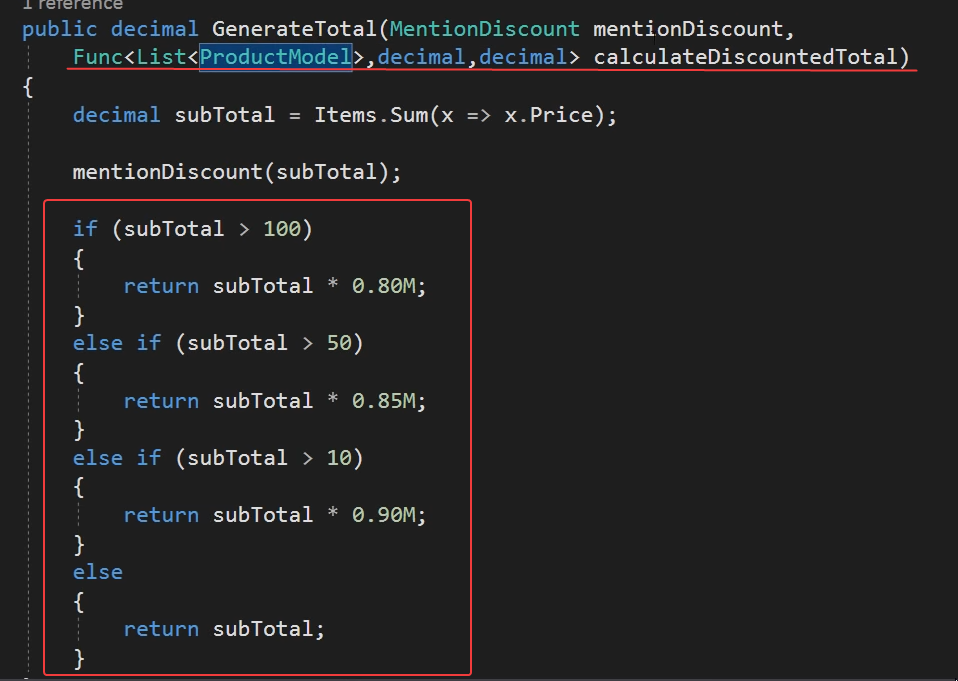 1 reference
public decimal GenerateTotal(MentionDiscount mentionDiscount,
Func<List<ProductModel>,decimal,decimal> calculateDiscountedTotal)
{
decimal subTotal = Items.Sum(x => x.Price);
mentionDiscount(subTotal);
if (subTotal > 100)
{
return subTotal * 0.80M;
}
else if (subTotal > 50)
{
return subTotal * 0.85M;
}
else if (subTotal > 10)
{
return subTotal * 0.90M;
}
else
{
return subTotal;
}